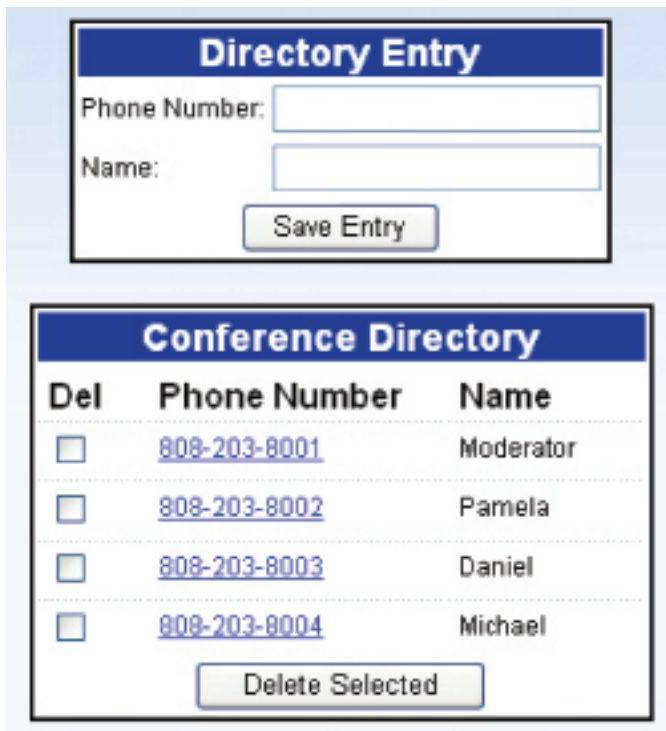 Directory Entry
Phone Number:
Name:
Save Entry
Conference Directory
Del Phone Number Name
808-203-8001 Moderator
808-203-8002 Pamela
808-203-8003 Daniel
808-203-8004 Michael
Delete Selected